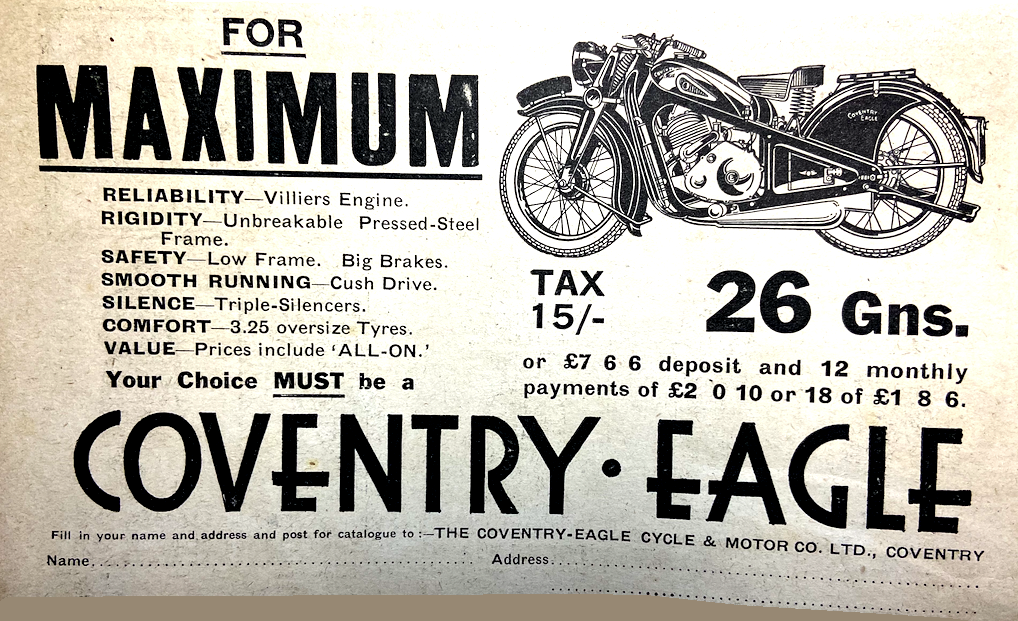 FOR
MAXIMUM
RELIABILITY—Villiers Engine.
RIGIDITY—Unbreakable Pressed-Steel
Frame.
SAFETY—Low Frame. Big Brakes.
SMOOTH RUNNING—Cush Drive.
SILENCE—Triple-Silencers.
COMFORT—3.25 oversize Tyres.
VALUE—Prices include 'ALL-ON.'
Your Choice MUST be a
COVENTRY
EAGLE
TAX
15/-
26 Gns.
or £7 6 6 deposit and 12 monthly
payments of £2 0 10 or 18 of £1 8 6.
COVENTRY·EAGLE
Fill in your name and address and post for catalogue to :—THE COVENTRY-EAGLE CYCLE & MOTOR CO. LTD., COVENTRY
Name........................................ Address........................................
........................................